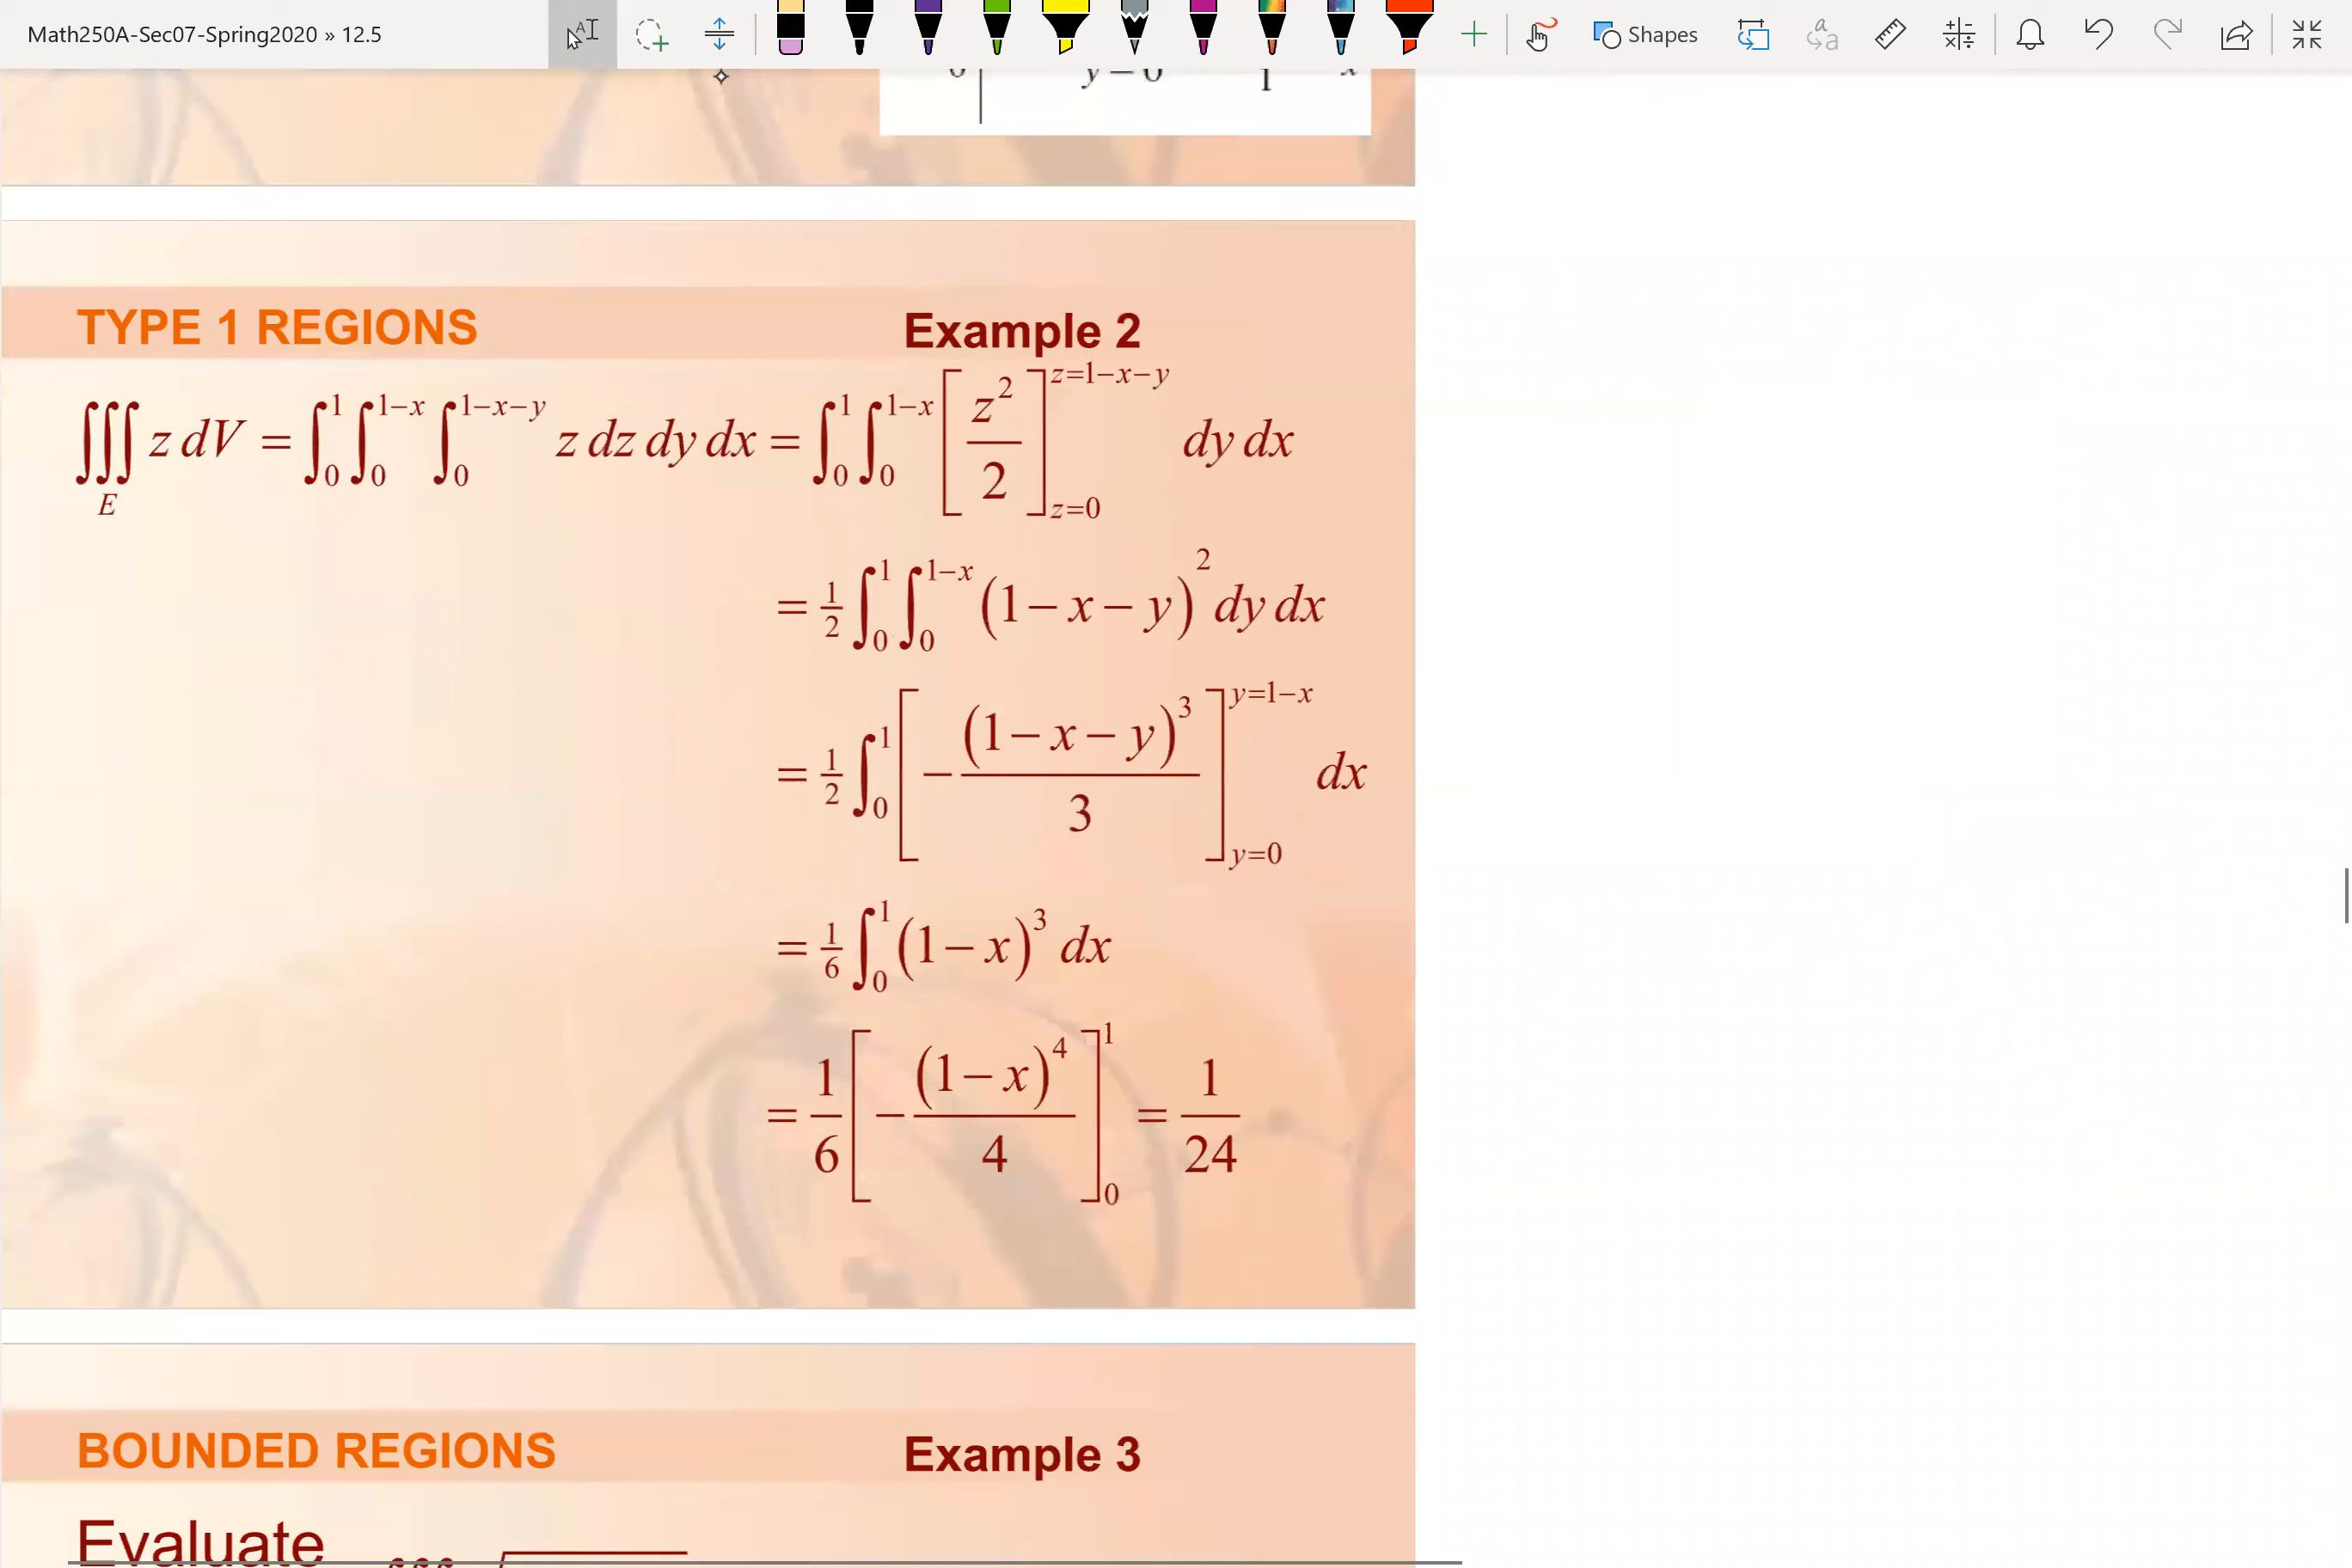 Math250A-Sec07-Spring2020 » 12.5
Shapes
0 y = 0 1 x
TYPE 1 REGIONS Example 2
∭_E z dV = ∫_0^1 ∫_0^{1−x} ∫_0^{1−x−y} z dz dy dx = ∫_0^1 ∫_0^{1−x} [z^2/2]_{z=0}^{z=1−x−y} dy dx
= 1/2 ∫_0^1 ∫_0^{1−x} (1−x−y)^2 dy dx
= 1/2 ∫_0^1 [−(1−x−y)^3/3]_{y=0}^{y=1−x} dx
= 1/6 ∫_0^1 (1−x)^3 dx
= 1/6 [−(1−x)^4/4]_0^1 = 1/24
BOUNDED REGIONS Example 3
Evaluate